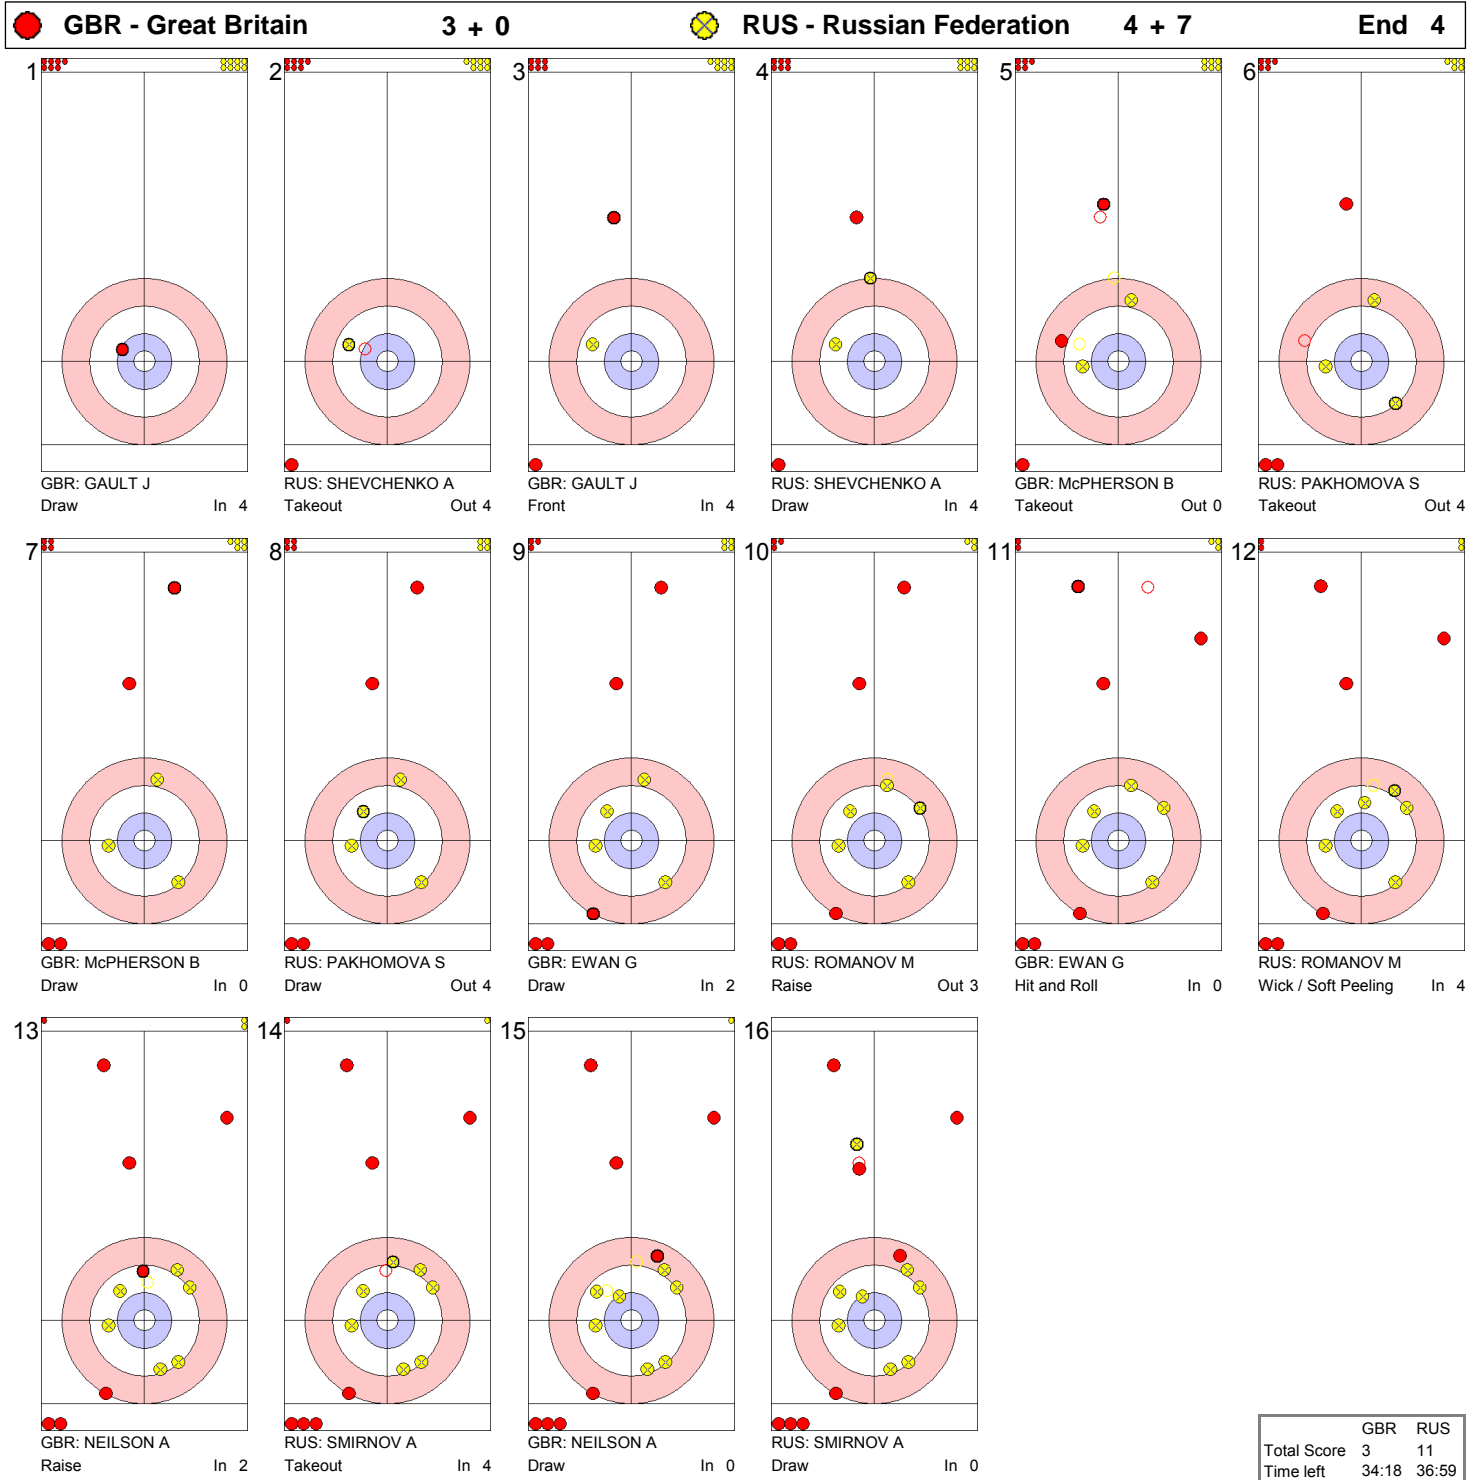 GBR - Great Britain 3 + 0 RUS - Russian Federation 4 + 7 End 4
1 2 3 4 5 6
GBR: GAULT J RUS: SHEVCHENKO A GBR: GAULT J RUS: SHEVCHENKO A GBR: McPHERSON B RUS: PAKHOMOVA S
Draw In 4 Takeout Out 4 Front In 4 Draw In 4 Takeout Out 0 Takeout Out 4
7 8 9 10 11 12
GBR: McPHERSON B RUS: PAKHOMOVA S GBR: EWAN G RUS: ROMANOV M GBR: EWAN G RUS: ROMANOV M
Draw In 0 Draw Out 4 Draw In 2 Raise Out 3 Hit and Roll In 0 Wick / Soft Peeling In 4
13 14 15 16
GBR: NEILSON A RUS: SMIRNOV A GBR: NEILSON A RUS: SMIRNOV A
Raise In 2 Takeout In 4 Draw In 0 Draw In 0
GBR RUS
Total Score 3 11
Time left 34:18 36:59